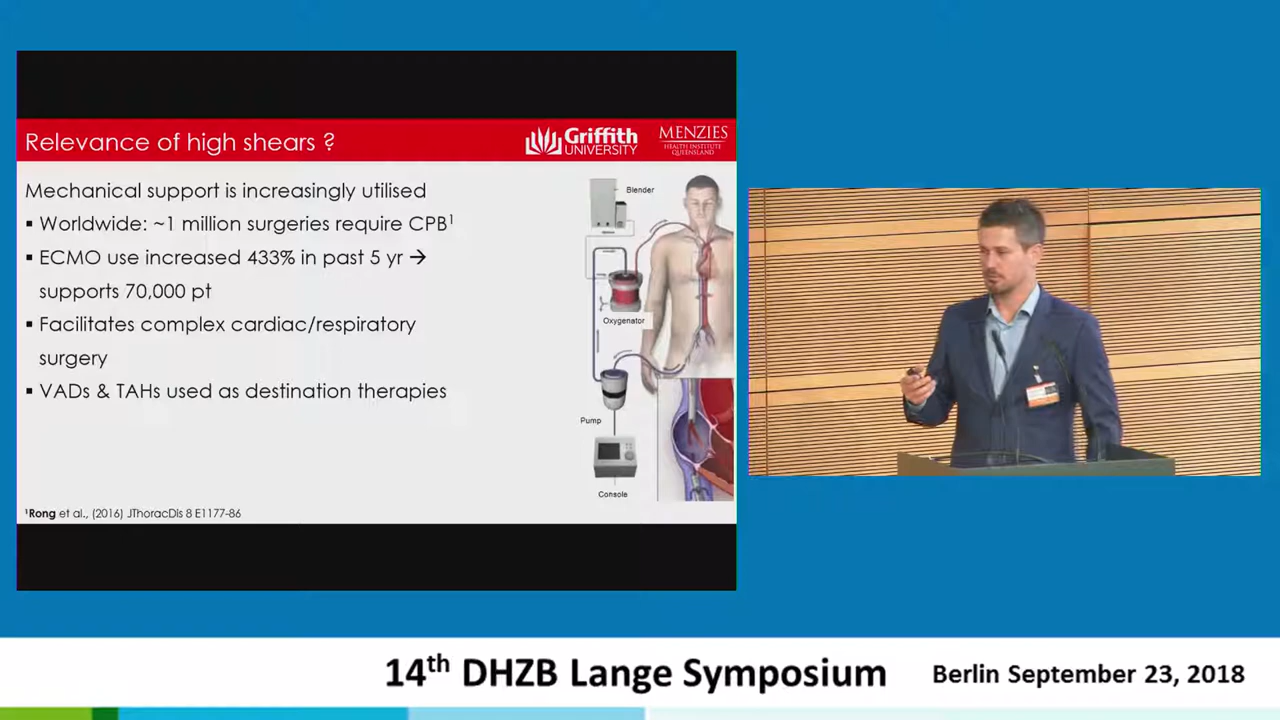 Relevance of high shears ?
Griffith
UNIVERSITY
MENZIES
HEALTH INSTITUTE
QUEENSLAND
Mechanical support is increasingly utilised
▪ Worldwide: ~1 million surgeries require CPB¹
▪ ECMO use increased 433% in past 5 yr →
supports 70,000 pt
▪ Facilitates complex cardiac/respiratory
surgery
▪ VADs & TAHs used as destination therapies
Blender
Oxygenator
Pump
Console
¹Rong et al., (2016) JThoracDis 8 E1177-86
14th DHZB Lange Symposium
Berlin September 23, 2018